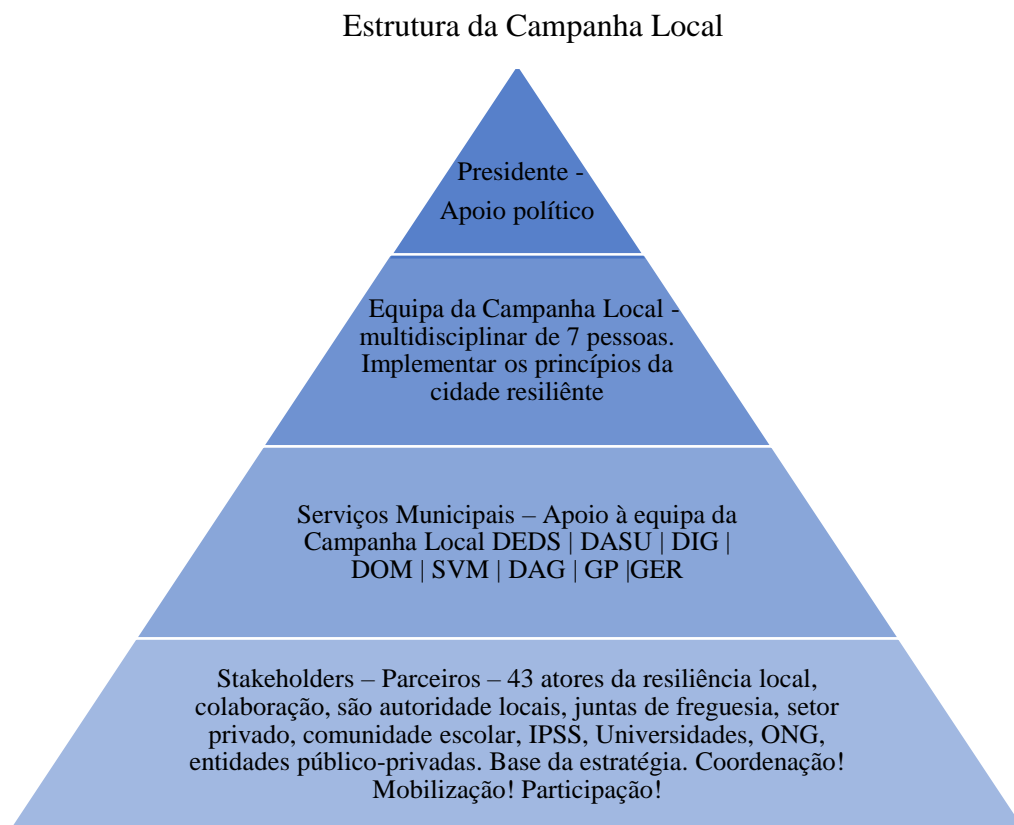 Estrutura da Campanha Local
Presidente -
Apoio político
Equipa da Campanha Local -
multidisciplinar de 7 pessoas.
Implementar os princípios da
cidade resiliênte
Serviços Municipais – Apoio à equipa da
Campanha Local DEDS | DASU | DIG |
DOM | SVM | DAG | GP |GER
Stakeholders – Parceiros – 43 atores da resiliência local,
colaboração, são autoridade locais, juntas de freguesia, setor
privado, comunidade escolar, IPSS, Universidades, ONG,
entidades público-privadas. Base da estratégia. Coordenação!
Mobilização! Participação!